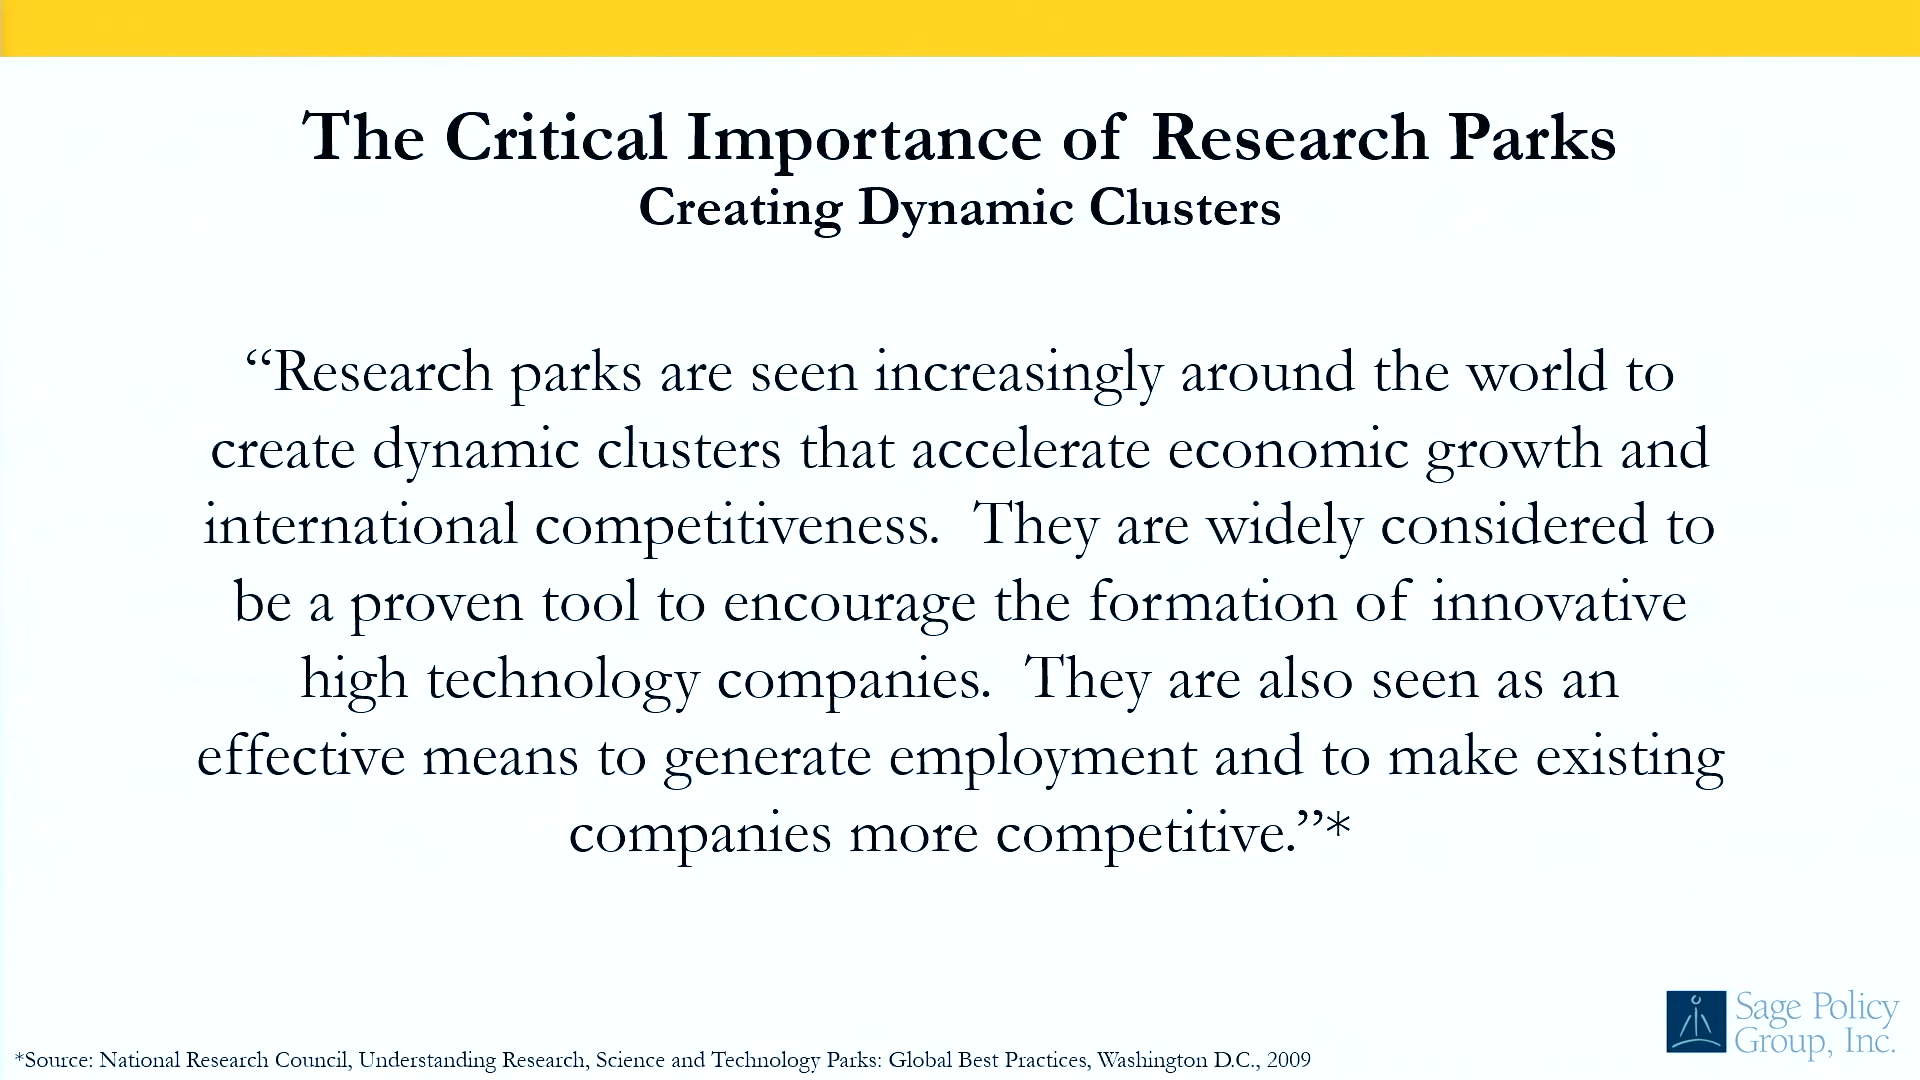 The Critical Importance of Research Parks
Creating Dynamic Clusters
“Research parks are seen increasingly around the world to
create dynamic clusters that accelerate economic growth and
international competitiveness.  They are widely considered to
be a proven tool to encourage the formation of innovative
high technology companies.  They are also seen as an
effective means to generate employment and to make existing
companies more competitive.”*
Sage Policy
Group, Inc.
*Source: National Research Council, Understanding Research, Science and Technology Parks: Global Best Practices, Washington D.C., 2009